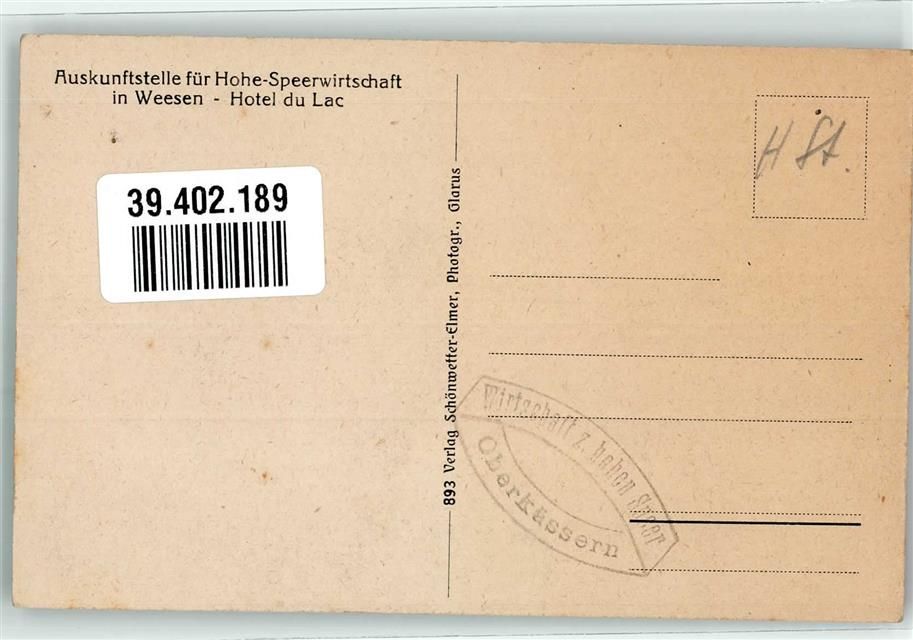 Auskunftstelle für Hohe-Speerwirtschaft
in Weesen - Hotel du Lac
39.402.189
893 Verlag Schönwetter-Elmer, Photogr., Glarus
H St.
Wirtschaft z. hohen Speer
Oberkässern